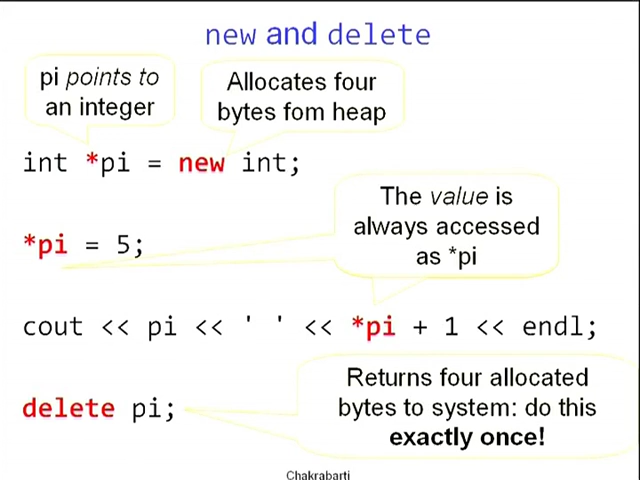 new and delete
pi points to
an integer
Allocates four
bytes fom heap
int *pi = new int;
The value is
always accessed
as *pi
*pi = 5;
cout << pi << ' ' << *pi + 1 << endl;
Returns four allocated
bytes to system: do this
exactly once!
delete pi;
Chakrabarti